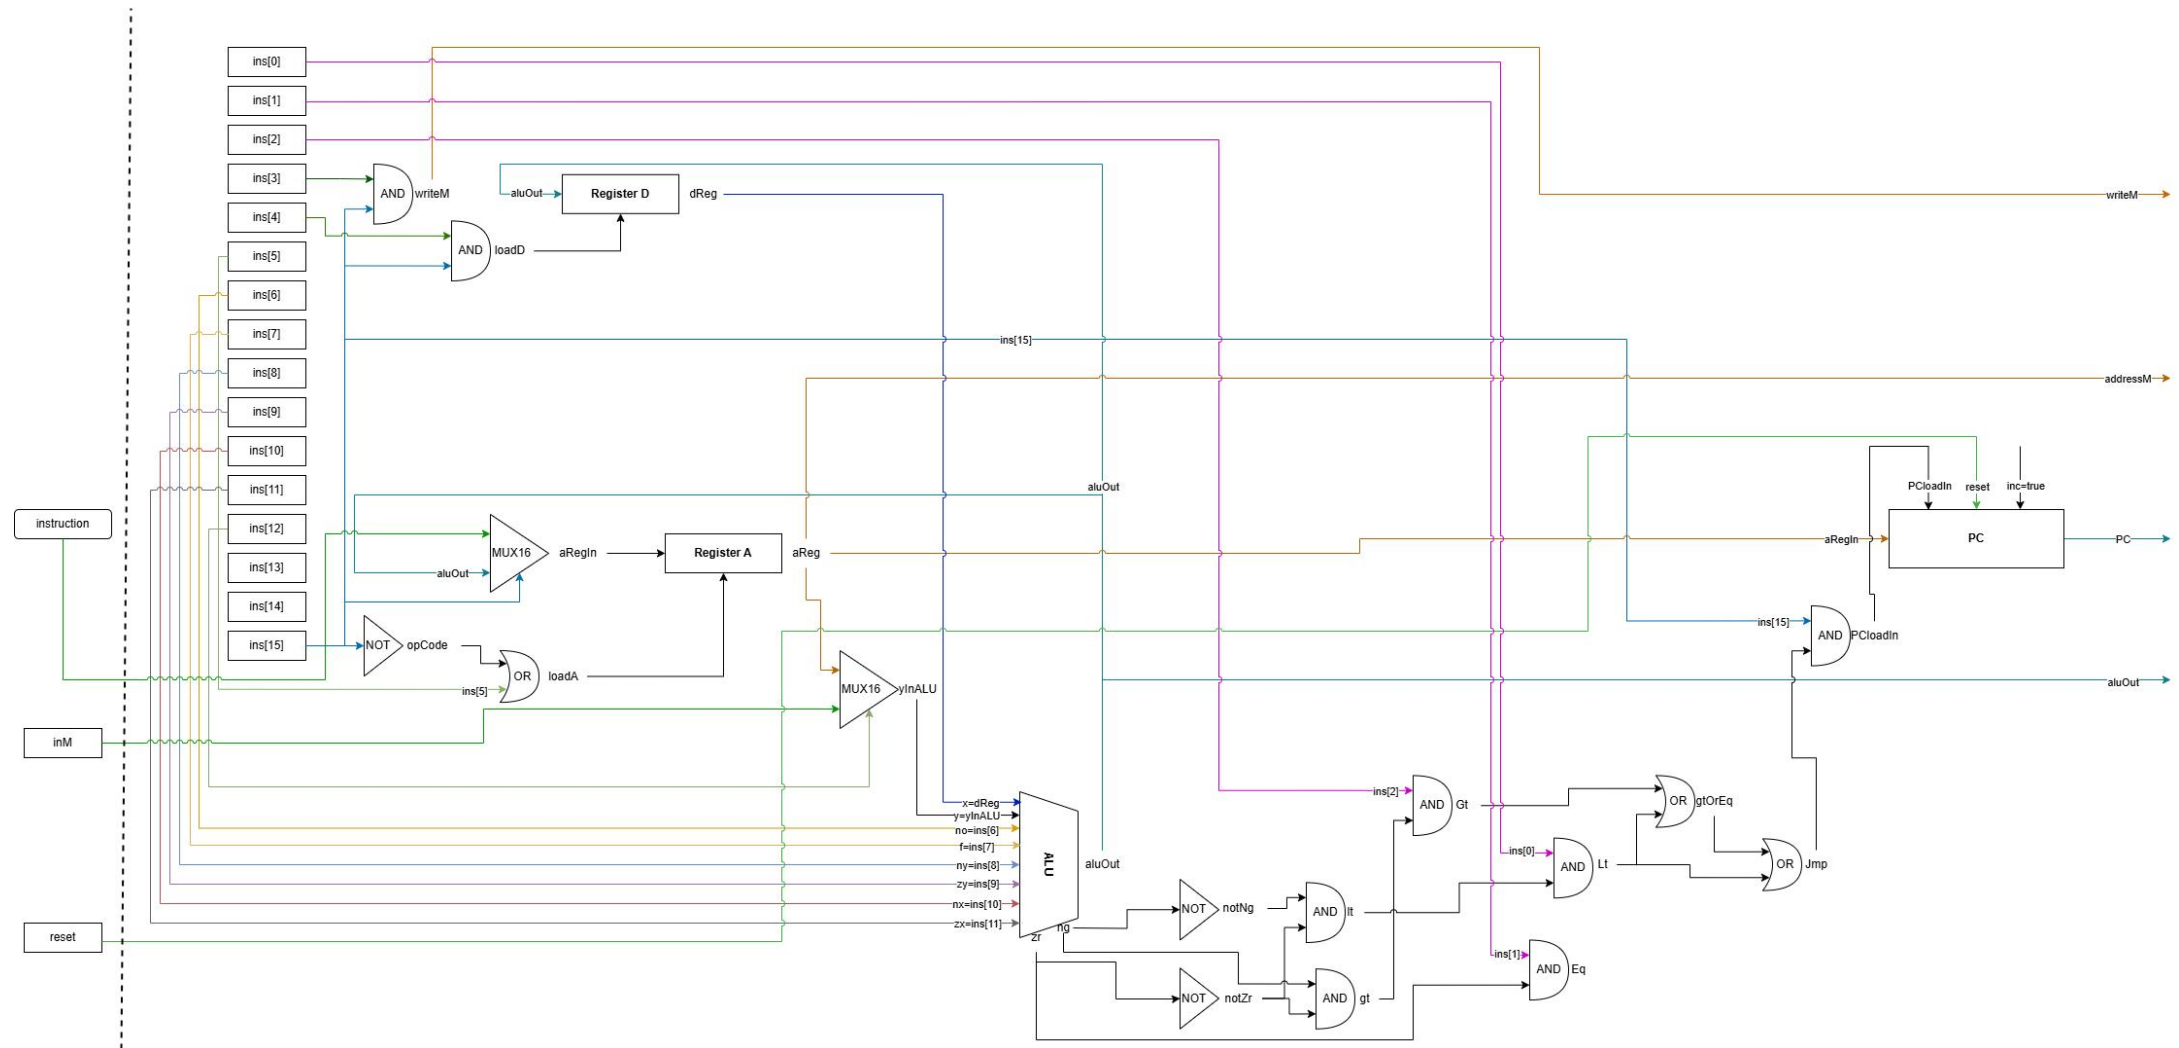 ins[0]
ins[1]
ins[2]
ins[3]
AND
writeM
aluOut
Register D
dReg
writeM
ins[4]
AND
loadD
ins[5]
ins[6]
ins[7]
ins[15]
ins[8]
addressM
ins[9]
ins[10]
ins[11]
aluOut
PCloadIn
reset
inc=true
instruction
ins[12]
MUX16
aRegIn
Register A
aReg
aRegIn
PC
PC
aluOut
ins[13]
ins[14]
ins[15]
NOT
opCode
ins[15]
AND
PCloadIn
OR
loadA
ins[5]
MUX16
yInALU
aluOut
inM
x=dReg
y=yInALU
no=ins[6]
f=ins[7]
ny=ins[8]
zy=ins[9]
nx=ins[10]
zx=ins[11]
ALU
aluOut
ins[2]
AND
Gt
OR
gtOrEq
ins[0]
AND
Lt
OR
Jmp
reset
zr
ng
NOT
notNg
AND
lt
ins[1]
AND
Eq
NOT
notZr
AND
gt